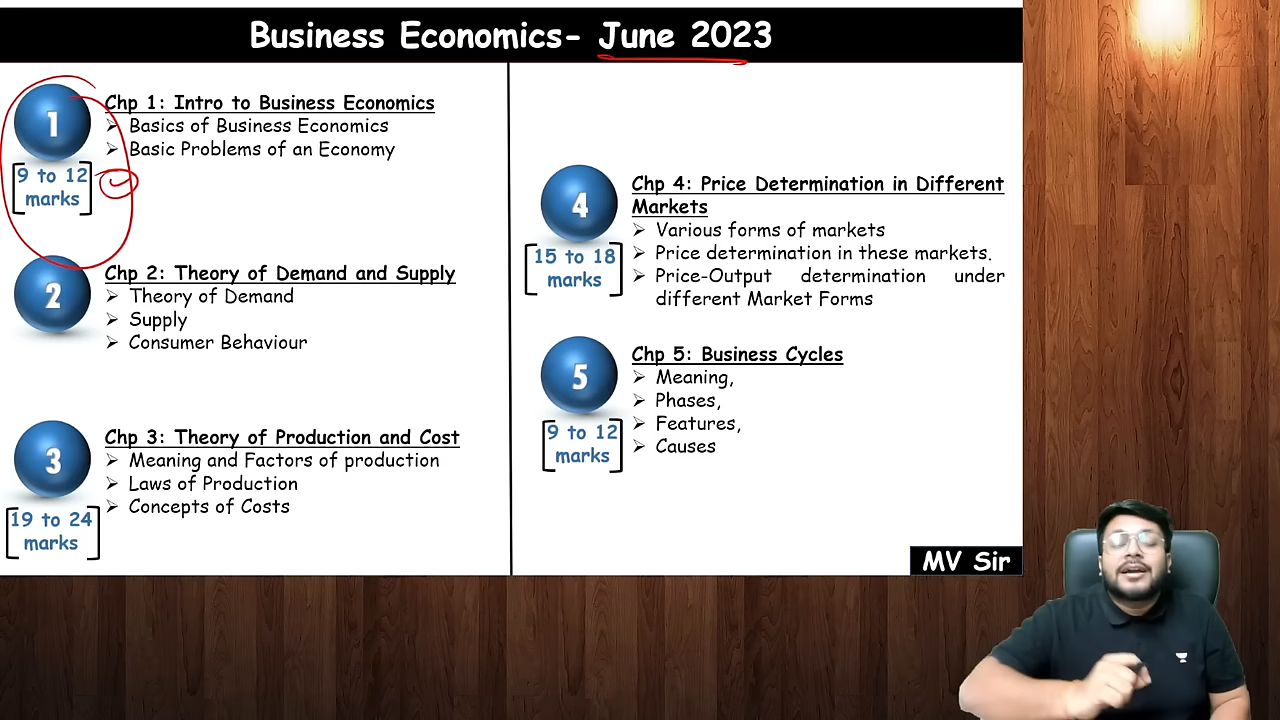 Business Economics- June 2023
1
Chp 1: Intro to Business Economics
➢ Basics of Business Economics
➢ Basic Problems of an Economy
[9 to 12
marks]
2
Chp 2: Theory of Demand and Supply
➢ Theory of Demand
➢ Supply
➢ Consumer Behaviour
3
Chp 3: Theory of Production and Cost
➢ Meaning and Factors of production
➢ Laws of Production
➢ Concepts of Costs
[19 to 24
marks]
4
Chp 4: Price Determination in Different
Markets
➢ Various forms of markets
➢ Price determination in these markets.
➢ Price-Output determination under
different Market Forms
[15 to 18
marks]
5
Chp 5: Business Cycles
➢ Meaning,
➢ Phases,
➢ Features,
➢ Causes
[9 to 12
marks]
MV Sir